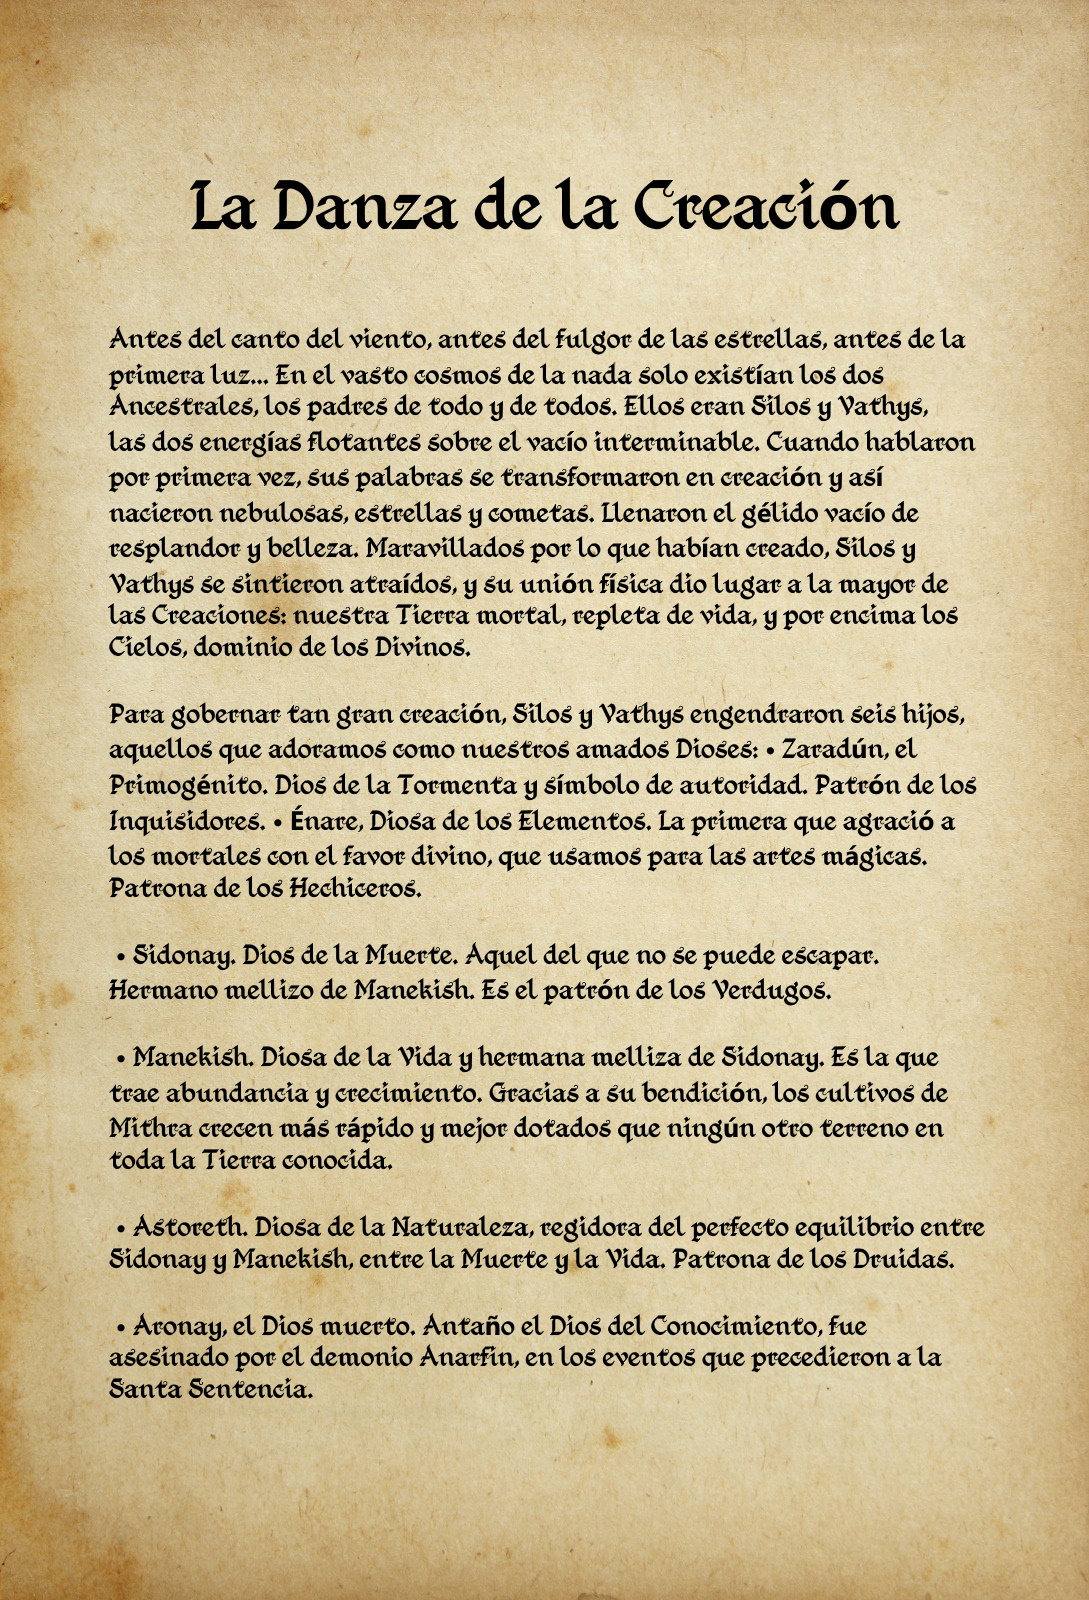 La Danza de la Creación
Antes del canto del viento, antes del fulgor de las estrellas, antes de la
primera luz... En el vasto cosmos de la nada solo existían los dos
Ancestrales, los padres de todo y de todos. Ellos eran Silos y Vathys,
las dos energías flotantes sobre el vacío interminable. Cuando hablaron
por primera vez, sus palabras se transformaron en creación y así
nacieron nebulosas, estrellas y cometas. Llenaron el gélido vacío de
resplandor y belleza. Maravillados por lo que habían creado, Silos y
Vathys se sintieron atraídos, y su unión física dio lugar a la mayor de
las Creaciones: nuestra Tierra mortal, repleta de vida, y por encima los
Cielos, dominio de los Divinos.
Para gobernar tan gran creación, Silos y Vathys engendraron seis hijos,
aquellos que adoramos como nuestros amados Dioses: • Zaradún, el
Primogénito. Dios de la Tormenta y símbolo de autoridad. Patrón de los
Inquisidores. • Énare, Diosa de los Elementos. La primera que agració a
los mortales con el favor divino, que usamos para las artes mágicas.
Patrona de los Hechiceros.
• Sidonay. Dios de la Muerte. Aquel del que no se puede escapar.
Hermano mellizo de Manekish. Es el patrón de los Verdugos.
• Manekish. Diosa de la Vida y hermana melliza de Sidonay. Es la que
trae abundancia y crecimiento. Gracias a su bendición, los cultivos de
Mithra crecen más rápido y mejor dotados que ningún otro terreno en
toda la Tierra conocida.
• Astoreth. Diosa de la Naturaleza, regidora del perfecto equilibrio entre
Sidonay y Manekish, entre la Muerte y la Vida. Patrona de los Druidas.
• Aronay, el Dios muerto. Antaño el Dios del Conocimiento, fue
asesinado por el demonio Anarfin, en los eventos que precedieron a la
Santa Sentencia.